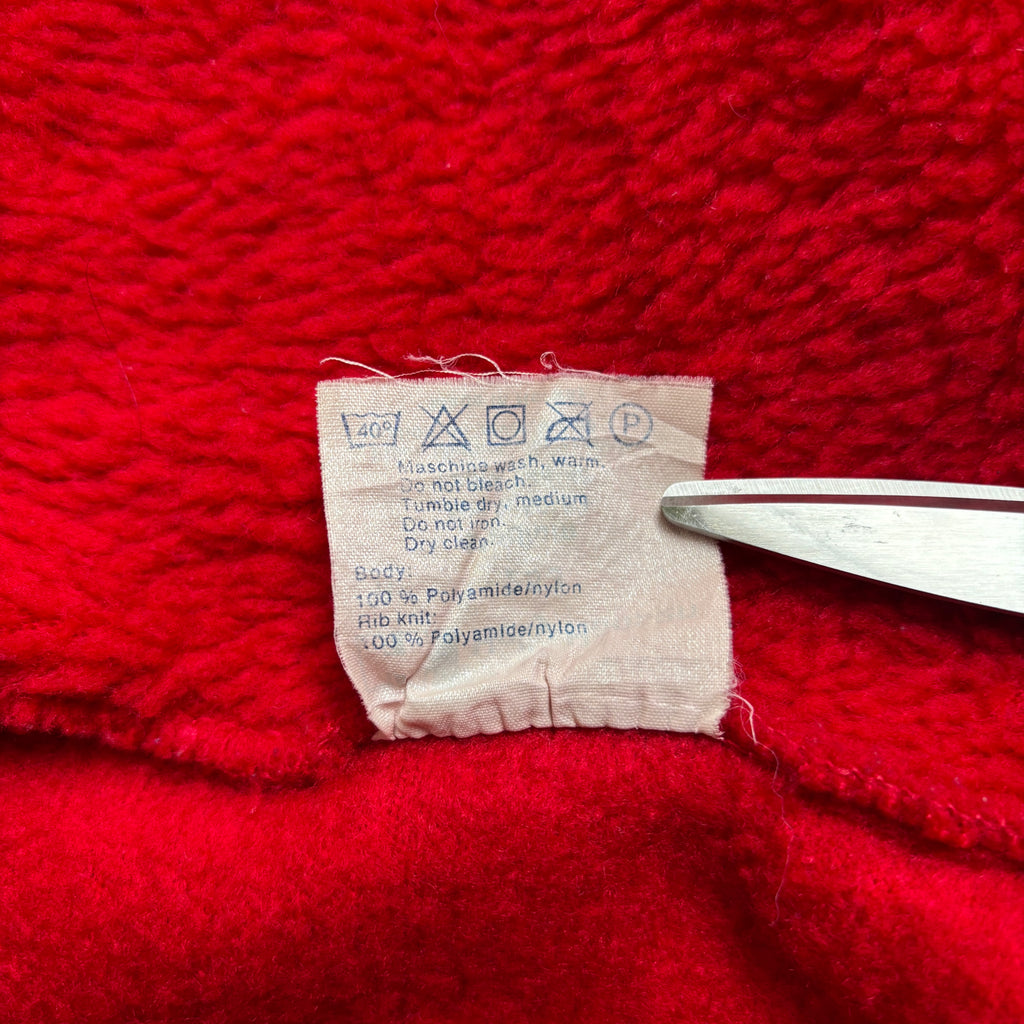 40° P
Maschine wash, warm.
Do not bleach.
Tumble dry, medium
Do not iron.
Dry clean.
Body:
100 % Polyamide/nylon
Rib knit:
100 % Polyamide/nylon